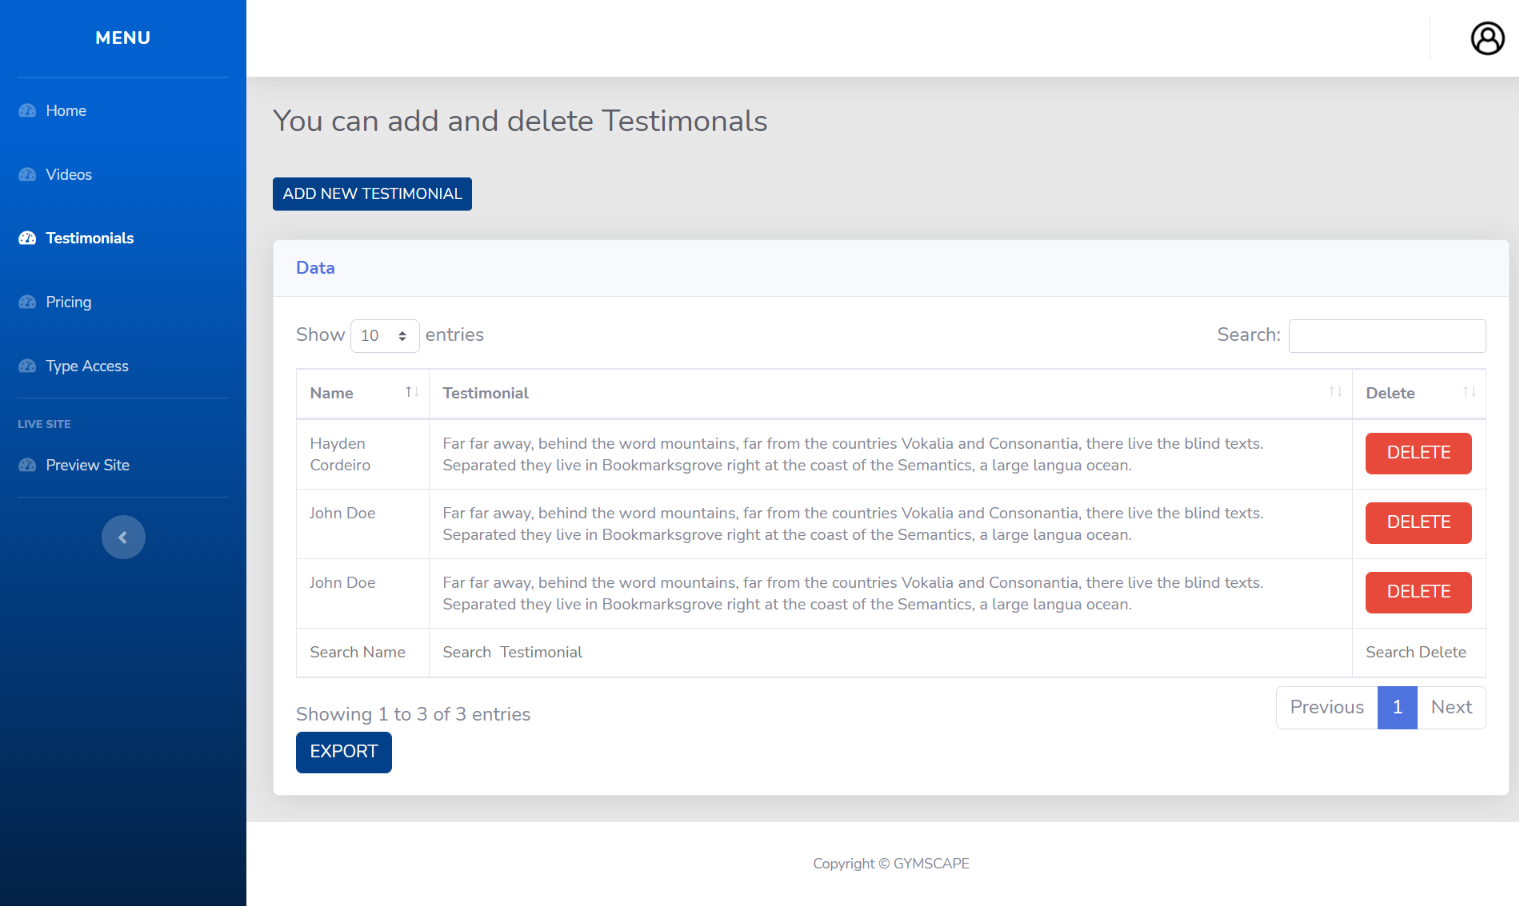 MENU
Home
Videos
Testimonials
Pricing
Type Access
LIVE SITE
Preview Site
You can add and delete Testimonals
ADD NEW TESTIMONIAL
Data
Show 10 entries
Search:
Name Testimonial Delete
Hayden Cordeiro
Far far away, behind the word mountains, far from the countries Vokalia and Consonantia, there live the blind texts.
Separated they live in Bookmarksgrove right at the coast of the Semantics, a large langua ocean.
DELETE
John Doe
Far far away, behind the word mountains, far from the countries Vokalia and Consonantia, there live the blind texts.
Separated they live in Bookmarksgrove right at the coast of the Semantics, a large langua ocean.
DELETE
John Doe
Far far away, behind the word mountains, far from the countries Vokalia and Consonantia, there live the blind texts.
Separated they live in Bookmarksgrove right at the coast of the Semantics, a large langua ocean.
DELETE
Search Name Search Testimonial Search Delete
Showing 1 to 3 of 3 entries
Previous 1 Next
EXPORT
Copyright © GYMSCAPE